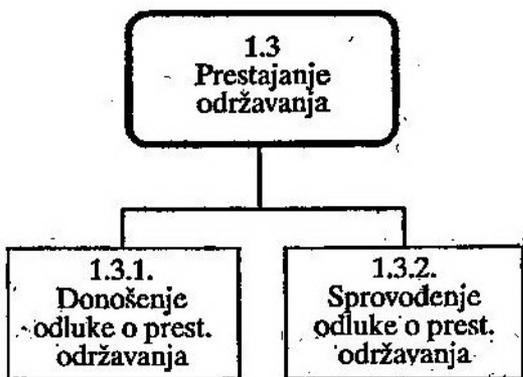 1.3
Prestajanje
održavanja
1.3.1.
Donošenje
odluke o prest.
održavanja
1.3.2.
Sprovođenje
odluke o prest.
održavanja